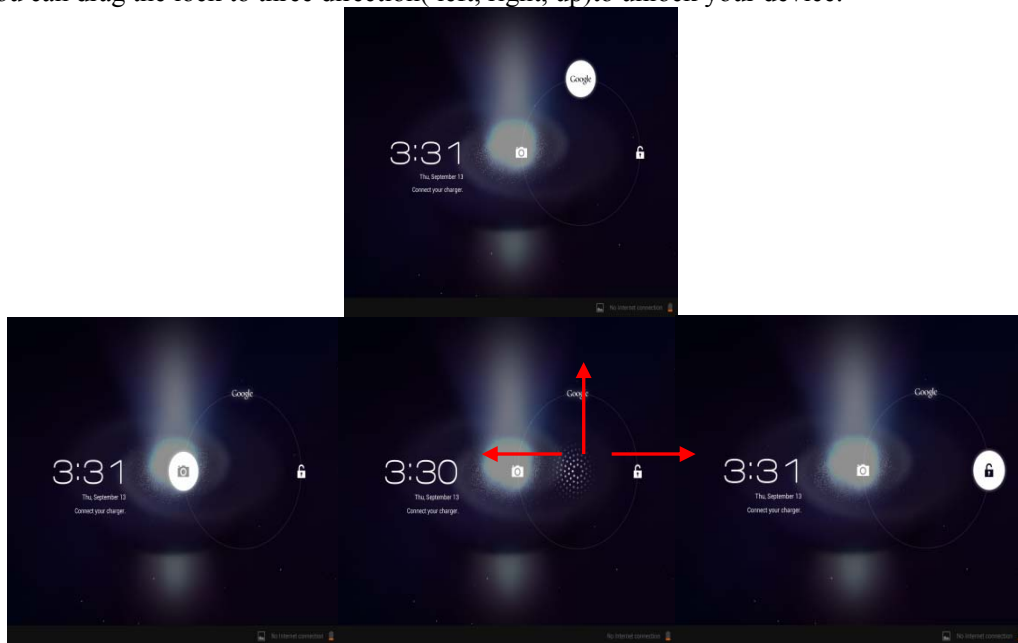 you can drag the lock to three direction( left, right, up)to unlock your device.
Google
3:31
Thu, September 13
Connect your charger.
No Internet connection
Google
3:31
Thu, September 13
Connect your charger.
No Internet connection
Google
3:30
Thu, September 13
Connect your charger.
No Internet connection
Google
3:31
Thu, September 13
Connect your charger.
No Internet connection